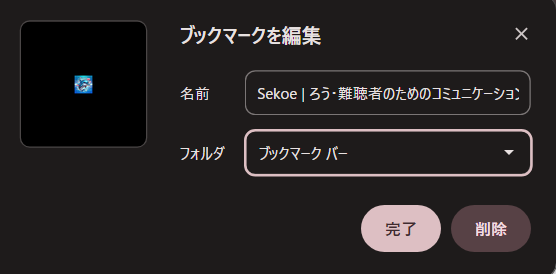 ブックマークを編集
名前
Sekoe | ろう・難聴者のためのコミュニケーション
フォルダ
ブックマーク バー
完了
削除